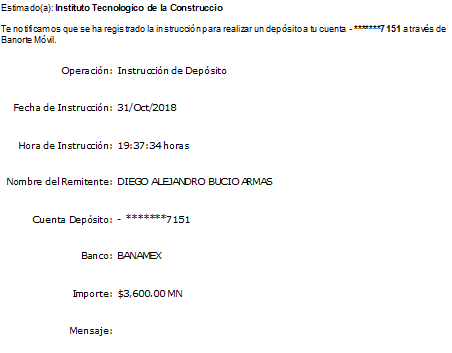 Estimado(a): Instituto Tecnologico de la Construccio
Te notificamos que se ha registrado la instrucción para realizar un depósito a tu cuenta - *******7151 a través de
Banorte Móvil.
Operación: Instrucción de Depósito
Fecha de Instrucción: 31/Oct/2018
Hora de Instrucción: 19:37:34 horas
Nombre del Remitente: DIEGO ALEJANDRO BUCIO ARMAS
Cuenta Depósito: - *******7151
Banco: BANAMEX
Importe: $3,600.00 MN
Mensaje: